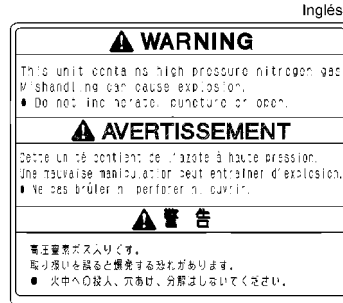 Inglés
WARNING
This unit contains high pressure nitrogen gas
Mishandling can cause explosion.
● Do not incinerate, puncture or open.
AVERTISSEMENT
Cette unité contient de l'azote à haute pression.
Une mauvaise manipulation peut entraîner d'explosion.
● Ne pas brûler ni perforer ni ouvrir.
警告
高圧窒素ガス入りです。
取り扱いを誤ると爆発する恐れがあります。
● 火中への投入、穴あけ、分解はしないでください。